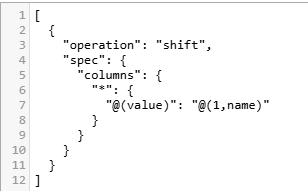 1 [
2   {
3     "operation": "shift",
4     "spec": {
5       "columns": {
6         "*": {
7           "@(value)": "@(1,name)"
8         }
9       }
10     }
11   }
12 ]